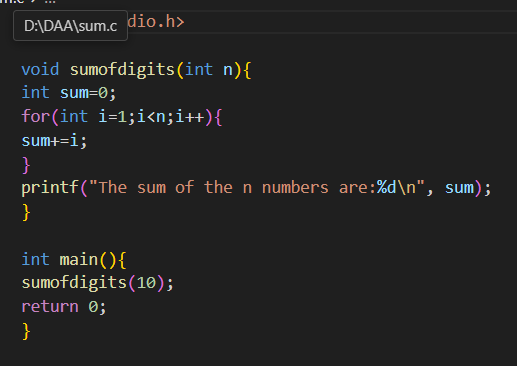 D:\DAA\sum.c
dio.h>
void sumofdigits(int n){
int sum=0;
for(int i=1;i<n;i++){
sum+=i;
}
printf("The sum of the n numbers are:%d\n", sum);
}
int main(){
sumofdigits(10);
return 0;
}